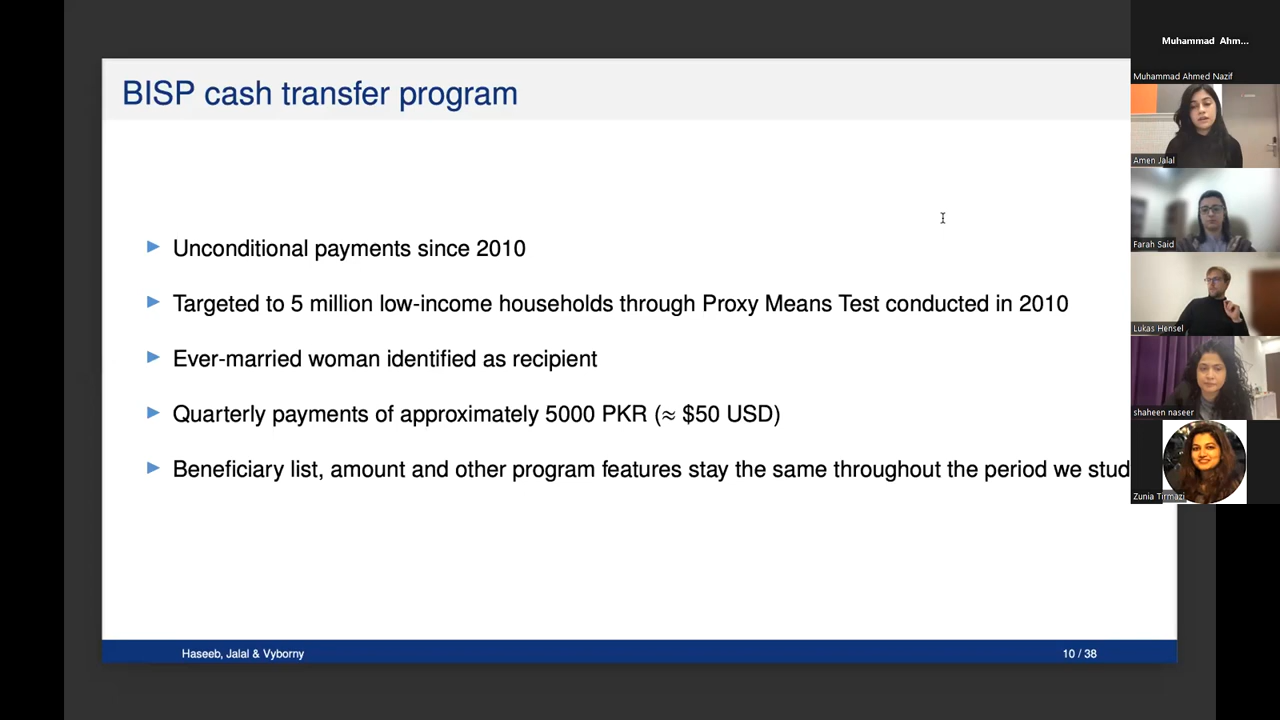 BISP cash transfer program
Unconditional payments since 2010
Targeted to 5 million low-income households through Proxy Means Test conducted in 2010
Ever-married woman identified as recipient
Quarterly payments of approximately 5000 PKR (≈ $50 USD)
Beneficiary list, amount and other program features stay the same throughout the period we stud
Haseeb, Jalal & Vyborny
10 / 38
Muhammad Ahm...
Muhammad Ahmed Nazif
Amen Jalal
Farah Said
Lukas Hensel
shaheen naseer
Zunia Tirmazi